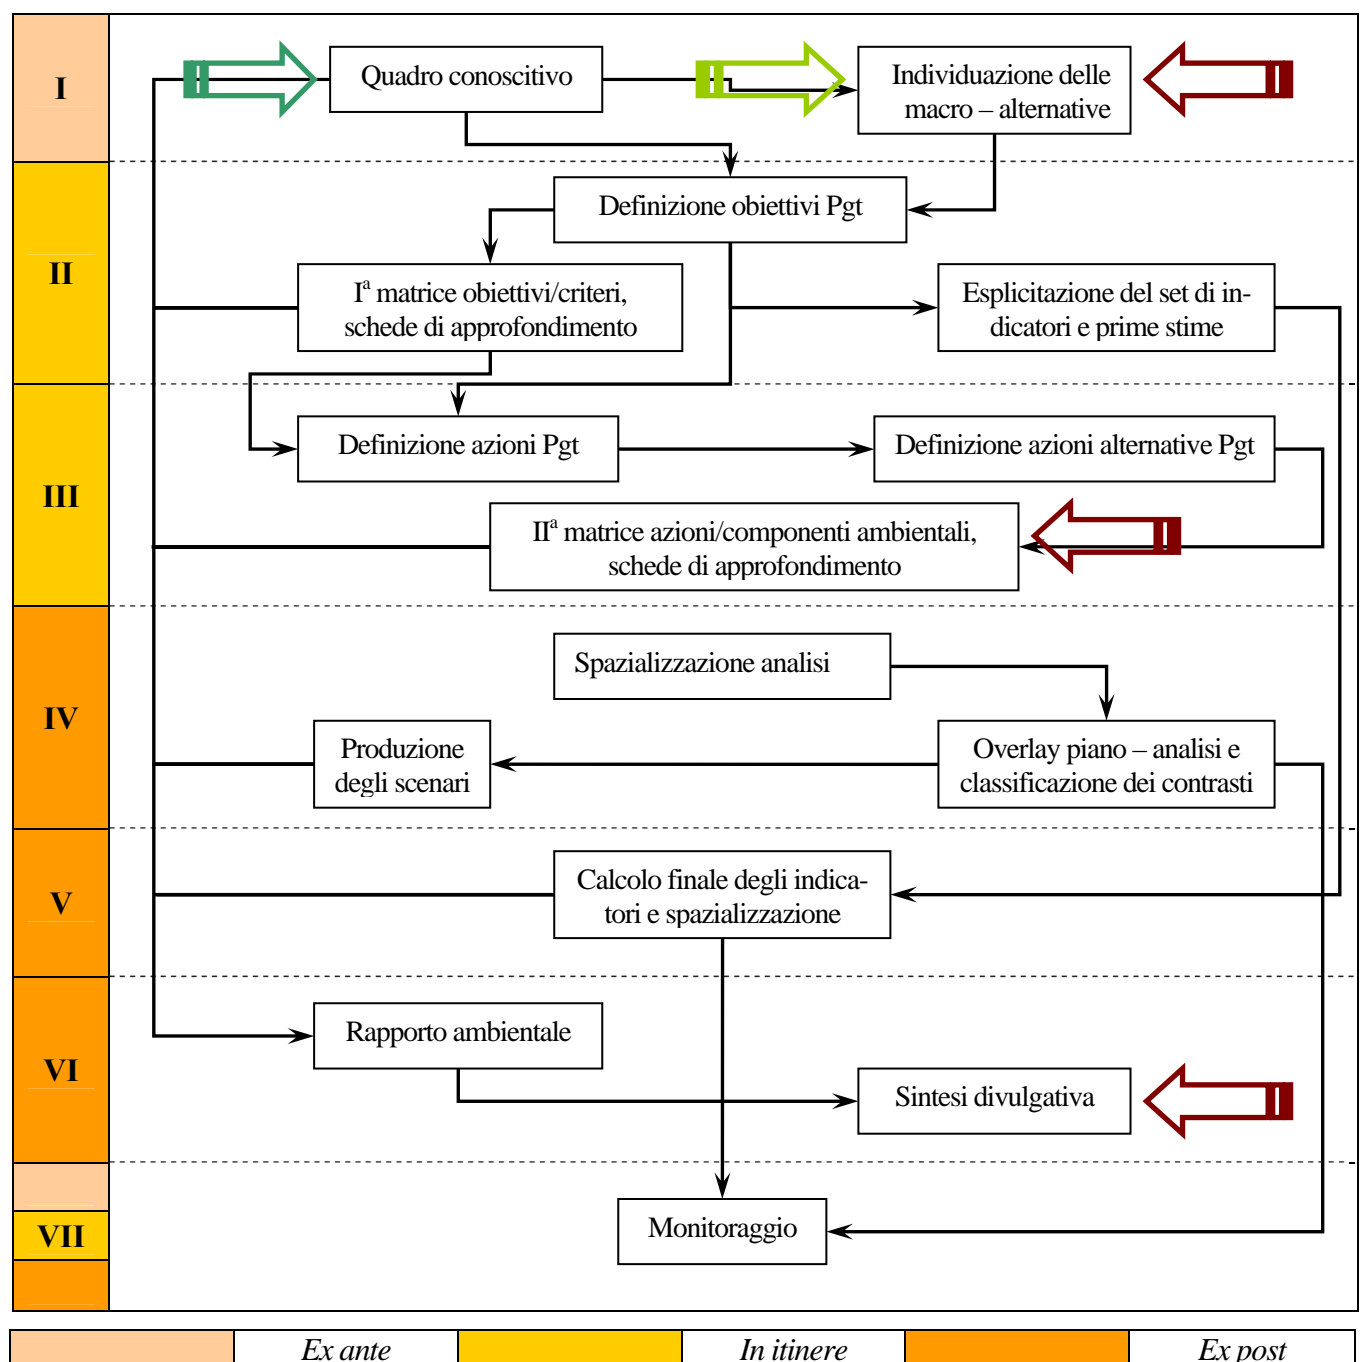 I
Quadro conoscitivo
Individuazione delle
macro – alternative
Definizione obiettivi Pgt
II
Iª matrice obiettivi/criteri,
schede di approfondimento
Esplicitazione del set di in-
dicatori e prime stime
III
Definizione azioni Pgt
Definizione azioni alternative Pgt
IIª matrice azioni/componenti ambientali,
schede di approfondimento
Spazializzazione analisi
IV
Produzione
degli scenari
Overlay piano – analisi e
classificazione dei contrasti
V
Calcolo finale degli indica-
tori e spazializzazione
VI
Rapporto ambientale
Sintesi divulgativa
VII
Monitoraggio
Ex ante
In itinere
Ex post